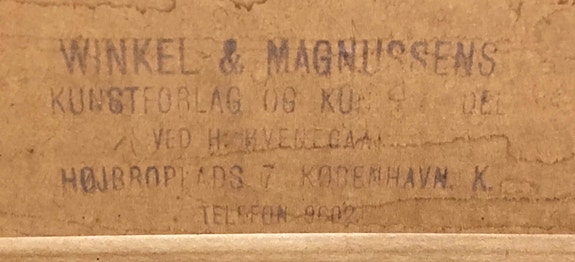 WINKEL & MAGNUSSENS
KUNSTFORLAG OG
VED H.
HØJBROPLADS 7 KØBENHAVN. K.
TELEFON 9602